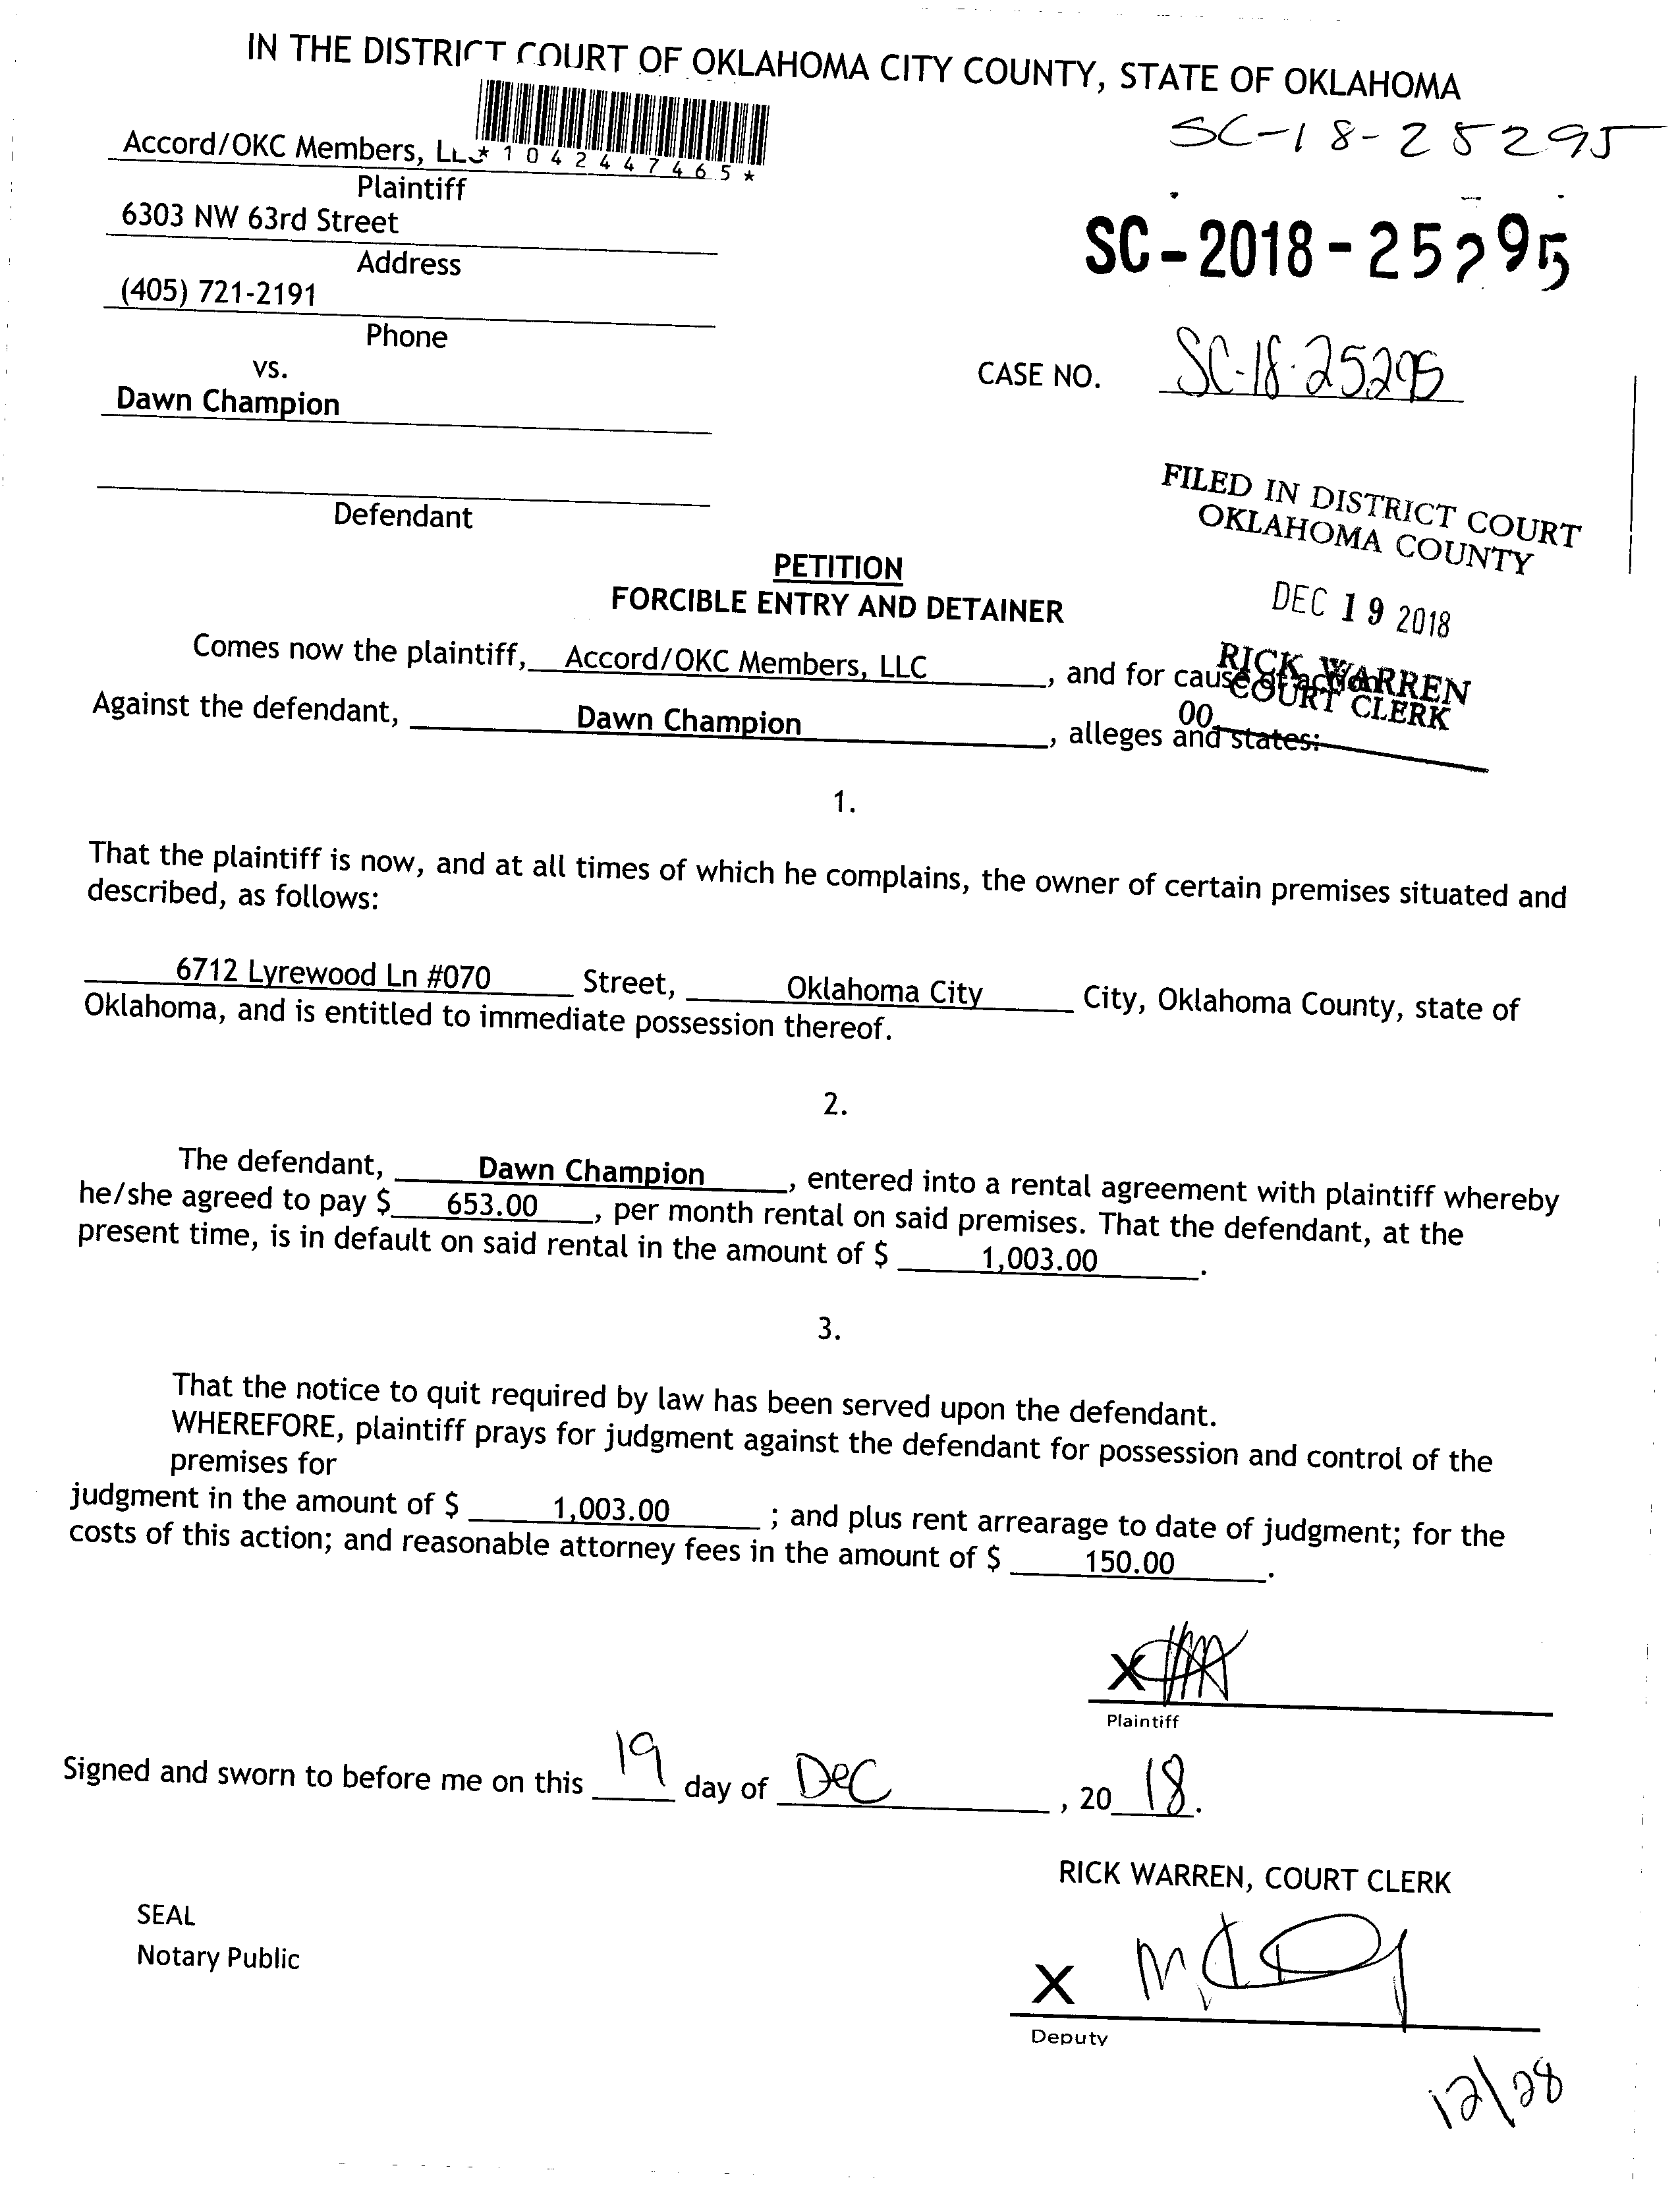 IN THE DISTRICT COURT OF OKLAHOMA CITY COUNTY, STATE OF OKLAHOMA
SC-18-25295
Accord/OKC Members, LL
*1042447465*
Plaintiff
6303 NW 63rd Street
SC-2018-25295
Address
(405) 721-2191
Phone
vs.
CASE NO. SC-18-25295
Dawn Champion
Defendant
FILED IN DISTRICT COURT
OKLAHOMA COUNTY
DEC 19 2018
RICK WARREN
COURT CLERK
PETITION
FORCIBLE ENTRY AND DETAINER
Comes now the plaintiff, Accord/OKC Members, LLC, and for cause of action
Against the defendant, Dawn Champion, alleges and states:
00
1.
That the plaintiff is now, and at all times of which he complains, the owner of certain premises situated and
described, as follows:
6712 Lyrewood Ln #070 Street, Oklahoma City City, Oklahoma County, state of
Oklahoma, and is entitled to immediate possession thereof.
2.
The defendant, Dawn Champion, entered into a rental agreement with plaintiff whereby
he/she agreed to pay $ 653.00, per month rental on said premises. That the defendant, at the
present time, is in default on said rental in the amount of $ 1,003.00.
3.
That the notice to quit required by law has been served upon the defendant.
WHEREFORE, plaintiff prays for judgment against the defendant for possession and control of the
premises for
judgment in the amount of $ 1,003.00; and plus rent arrearage to date of judgment; for the
costs of this action; and reasonable attorney fees in the amount of $ 150.00.
X
Plaintiff
Signed and sworn to before me on this 19 day of Dec, 20 18.
RICK WARREN, COURT CLERK
SEAL
Notary Public
X
Deputy
12/28